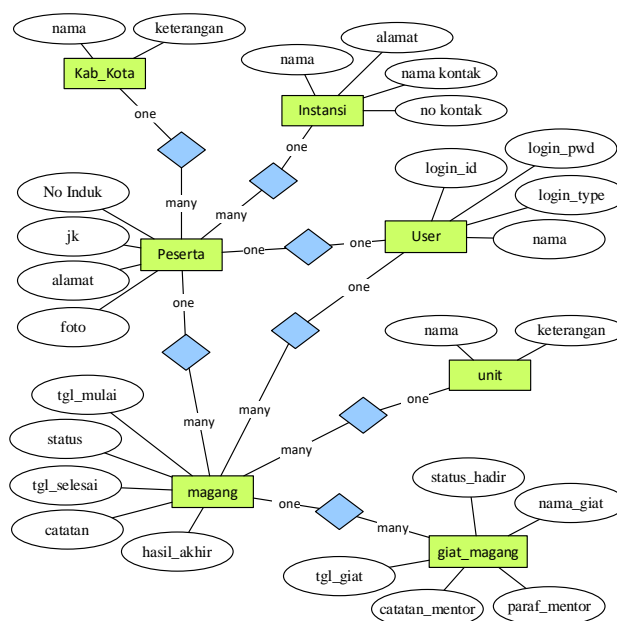 nama
keterangan
Kab_Kota
one
many
alamat
nama
nama kontak
Instansi
no kontak
one
many
login_pwd
login_id
login_type
User
nama
No Induk
jk
Peserta
alamat
foto
one
one
one
many
one
many
nama
keterangan
unit
one
many
tgl_mulai
status
tgl_selesai
magang
catatan
hasil_akhir
one
many
status_hadir
nama_giat
giat_magang
tgl_giat
catatan_mentor
paraf_mentor